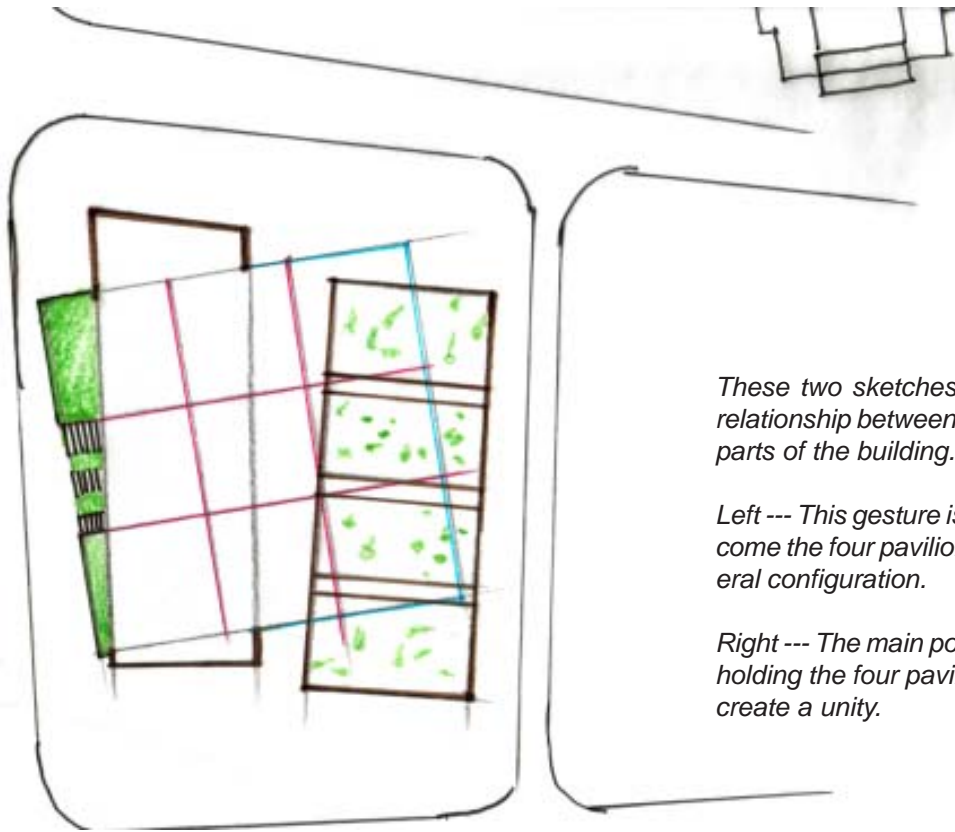 These two sketches
relationship between
parts of the building.
Left --- This gesture is
come the four pavilio
eral configuration.
Right --- The main po
holding the four pavi
create a unity.